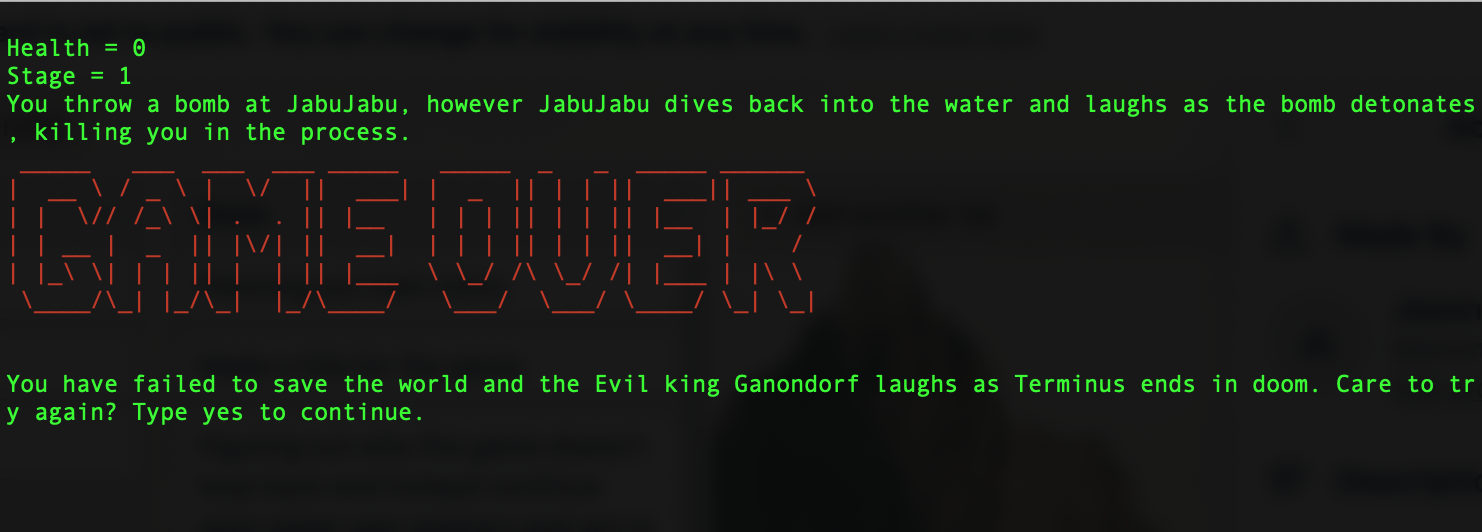 Health = 0
Stage = 1
You throw a bomb at JabuJabu, however JabuJabu dives back into the water and laughs as the bomb detonates
, killing you in the process.
GAME OVER
You have failed to save the world and the Evil king Ganondorf laughs as Terminus ends in doom. Care to tr
y again? Type yes to continue.